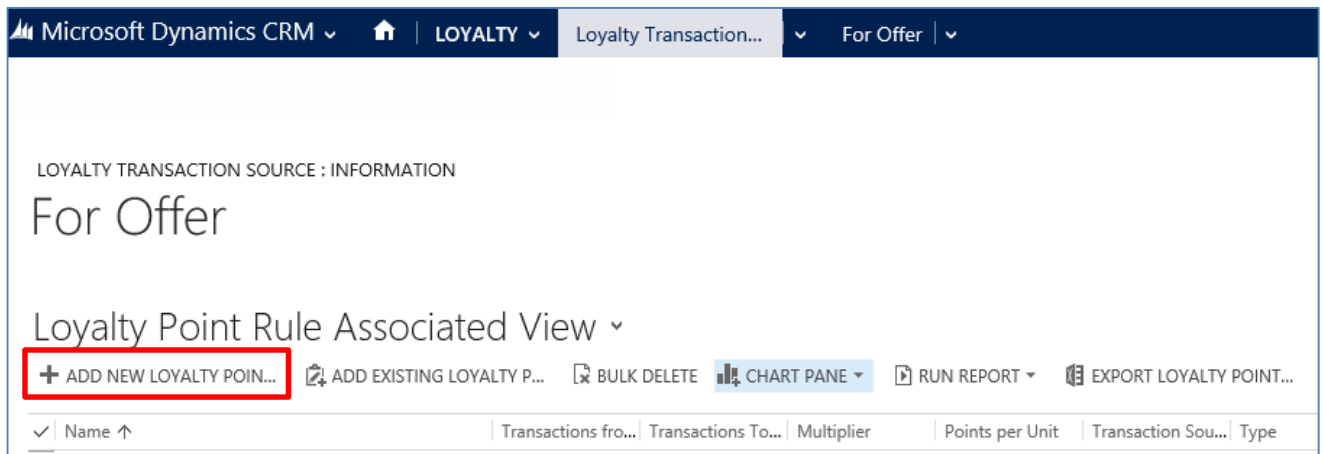 Microsoft Dynamics CRM LOYALTY Loyalty Transaction... For Offer
LOYALTY TRANSACTION SOURCE : INFORMATION
For Offer
Loyalty Point Rule Associated View
ADD NEW LOYALTY POIN... ADD EXISTING LOYALTY P... BULK DELETE CHART PANE RUN REPORT EXPORT LOYALTY POINT...
Name Transactions fro... Transactions To... Multiplier Points per Unit Transaction Sou... Type